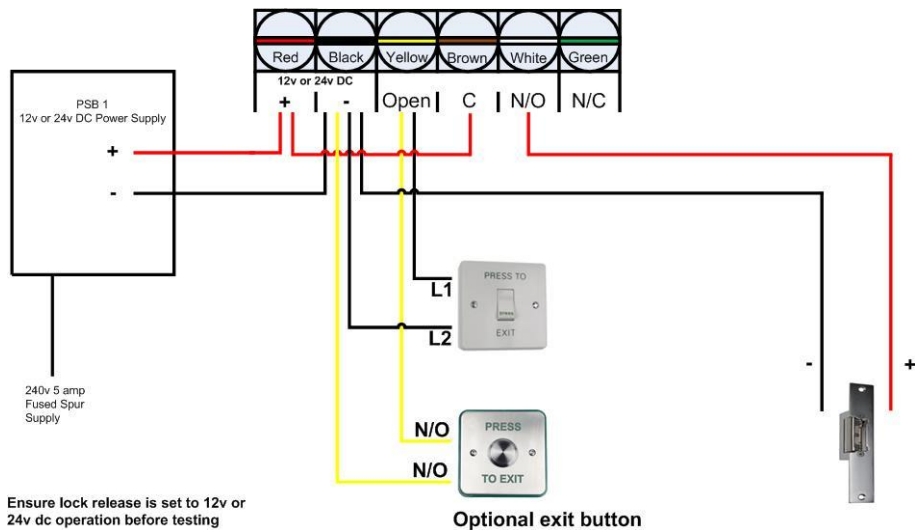 Red Black Yellow Brown White Green
12v or 24v DC
+ - Open C N/O N/C
PSB 1
12v or 24v DC Power Supply
+
-
PRESS TO
L1
EXIT
L2
- +
240v 5 amp
Fused Spur
Supply
N/O
PRESS
N/O
TO EXIT
Ensure lock release is set to 12v or
24v dc operation before testing
Optional exit button